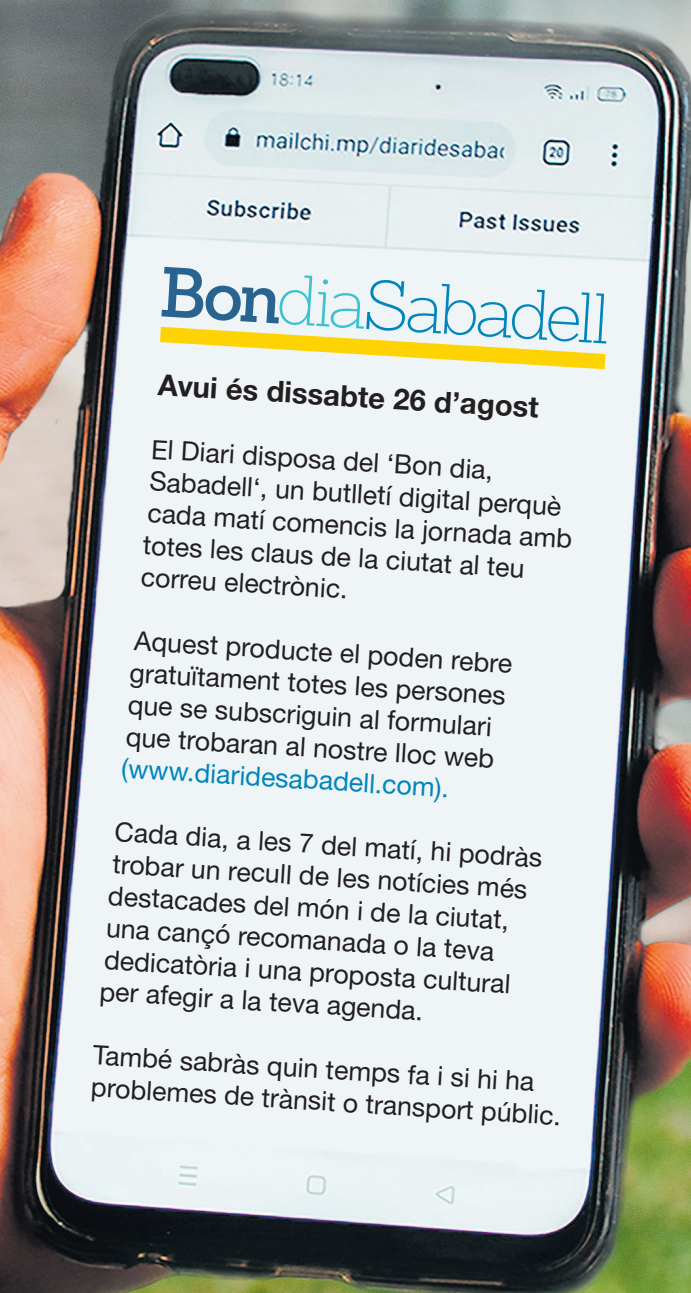 18:14
78
mailchi.mp/diaridesabad
20
Subscribe
Past Issues
BondiaSabadell
Avui és dissabte 26 d’agost
El Diari disposa del ‘Bon dia,
Sabadell‘, un butlletí digital perquè
cada matí comencis la jornada amb
totes les claus de la ciutat al teu
correu electrònic.
Aquest producte el poden rebre
gratuïtament totes les persones
que se subscriguin al formulari
que trobaran al nostre lloc web
(www.diaridesabadell.com).
Cada dia, a les 7 del matí, hi podràs
trobar un recull de les notícies més
destacades del món i de la ciutat,
una cançó recomanada o la teva
dedicatòria i una proposta cultural
per afegir a la teva agenda.
També sabràs quin temps fa i si hi ha
problemes de trànsit o transport públic.